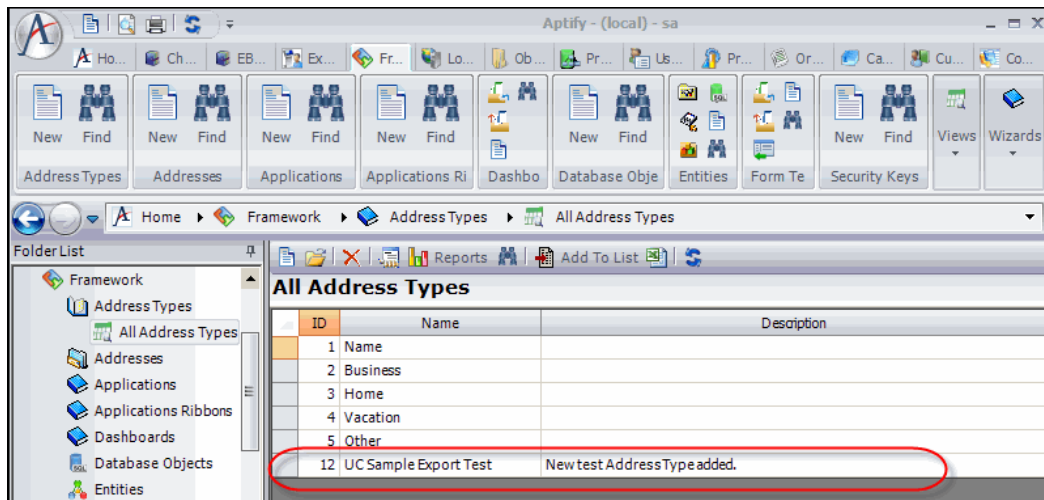 Aptify - (local) - sa
Ho... Ch... EB... Ex... Fr... Lo... Ob... Pr... Us... Pr... Or... Ca... Cu... Co...
New Find New Find New Find New Find New Find New Find Views Wizards
Address Types Addresses Applications Applications Ri Dashbo Database Obje Entities Form Te Security Keys
Home Framework Address Types All Address Types
Folder List
Reports Add To List
Framework
Address Types
All Address Types
Addresses
Applications
Applications Ribbons
Dashboards
Database Objects
Entities
All Address Types
ID Name Description
1 Name
2 Business
3 Home
4 Vacation
5 Other
12 UC Sample Export Test New test Address Type added.